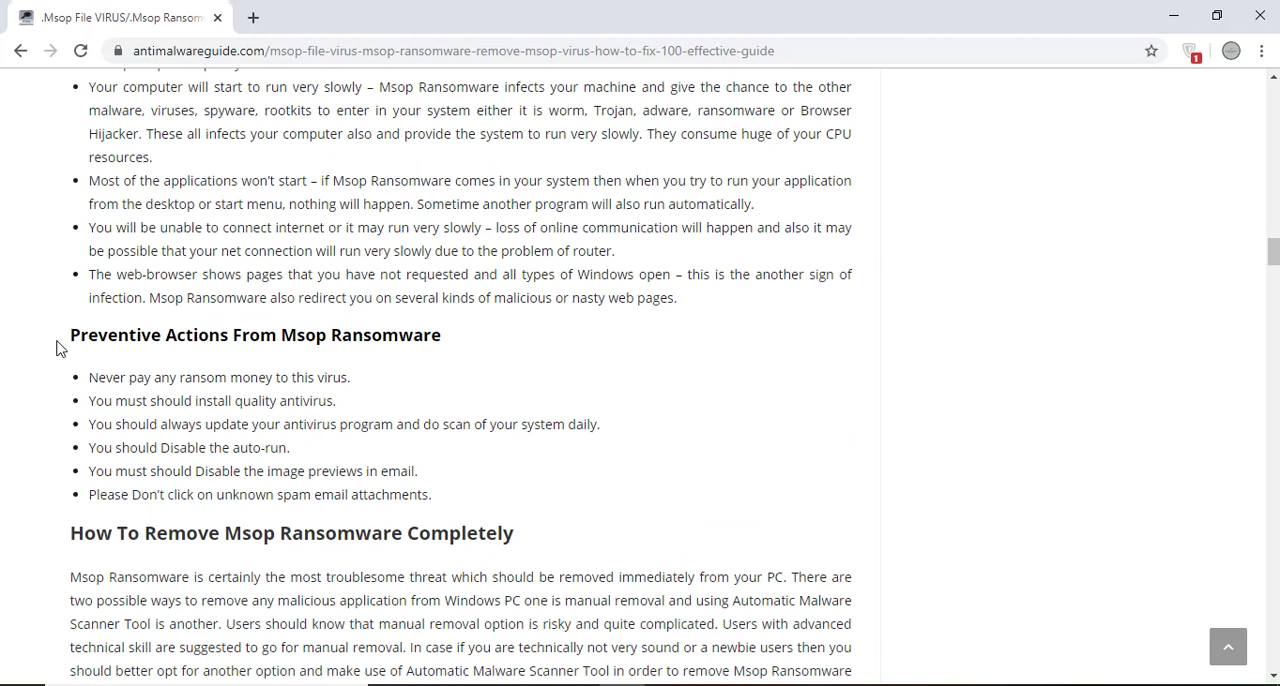 .Msop File VIRUS/.Msop Ransom
antimalwareguide.com/msop-file-virus-msop-ransomware-remove-msop-virus-how-to-fix-100-effective-guide
1
Your computer will start to run very slowly – Msop Ransomware infects your machine and give the chance to the other
malware, viruses, spyware, rootkits to enter in your system either it is worm, Trojan, adware, ransomware or Browser
Hijacker. These all infects your computer also and provide the system to run very slowly. They consume huge of your CPU
resources.
Most of the applications won't start – if Msop Ransomware comes in your system then when you try to run your application
from the desktop or start menu, nothing will happen. Sometime another program will also run automatically.
You will be unable to connect internet or it may run very slowly – loss of online communication will happen and also it may
be possible that your net connection will run very slowly due to the problem of router.
The web-browser shows pages that you have not requested and all types of Windows open – this is the another sign of
infection. Msop Ransomware also redirect you on several kinds of malicious or nasty web pages.
Preventive Actions From Msop Ransomware
Never pay any ransom money to this virus.
You must should install quality antivirus.
You should always update your antivirus program and do scan of your system daily.
You should Disable the auto-run.
You must should Disable the image previews in email.
Please Don't click on unknown spam email attachments.
How To Remove Msop Ransomware Completely
Msop Ransomware is certainly the most troublesome threat which should be removed immediately from your PC. There are
two possible ways to remove any malicious application from Windows PC one is manual removal and using Automatic Malware
Scanner Tool is another. Users should know that manual removal option is risky and quite complicated. Users with advanced
technical skill are suggested to go for manual removal. In case if you are technically not very sound or a newbie users then you
should better opt for another option and make use of Automatic Malware Scanner Tool in order to remove Msop Ransomware